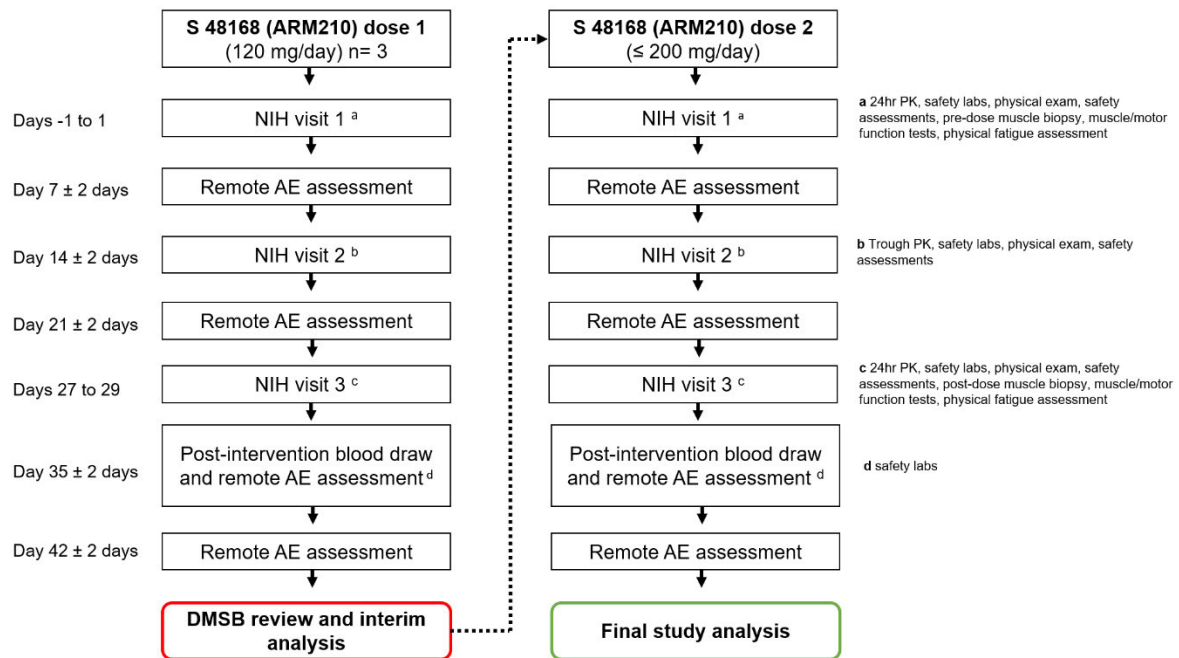 S 48168 (ARM210) dose 1
(120 mg/day) n= 3
S 48168 (ARM210) dose 2
(≤ 200 mg/day)
Days -1 to 1
NIH visit 1 a
NIH visit 1 a
a 24hr PK, safety labs, physical exam, safety
assessments, pre-dose muscle biopsy, muscle/motor
function tests, physical fatigue assessment
Day 7 ± 2 days
Remote AE assessment
Remote AE assessment
Day 14 ± 2 days
NIH visit 2 b
NIH visit 2 b
b Trough PK, safety labs, physical exam, safety
assessments
Day 21 ± 2 days
Remote AE assessment
Remote AE assessment
Days 27 to 29
NIH visit 3 c
NIH visit 3 c
c 24hr PK, safety labs, physical exam, safety
assessments, post-dose muscle biopsy, muscle/motor
function tests, physical fatigue assessment
Day 35 ± 2 days
Post-intervention blood draw
and remote AE assessment d
Post-intervention blood draw
and remote AE assessment d
d safety labs
Day 42 ± 2 days
Remote AE assessment
Remote AE assessment
DMSB review and interim
analysis
Final study analysis